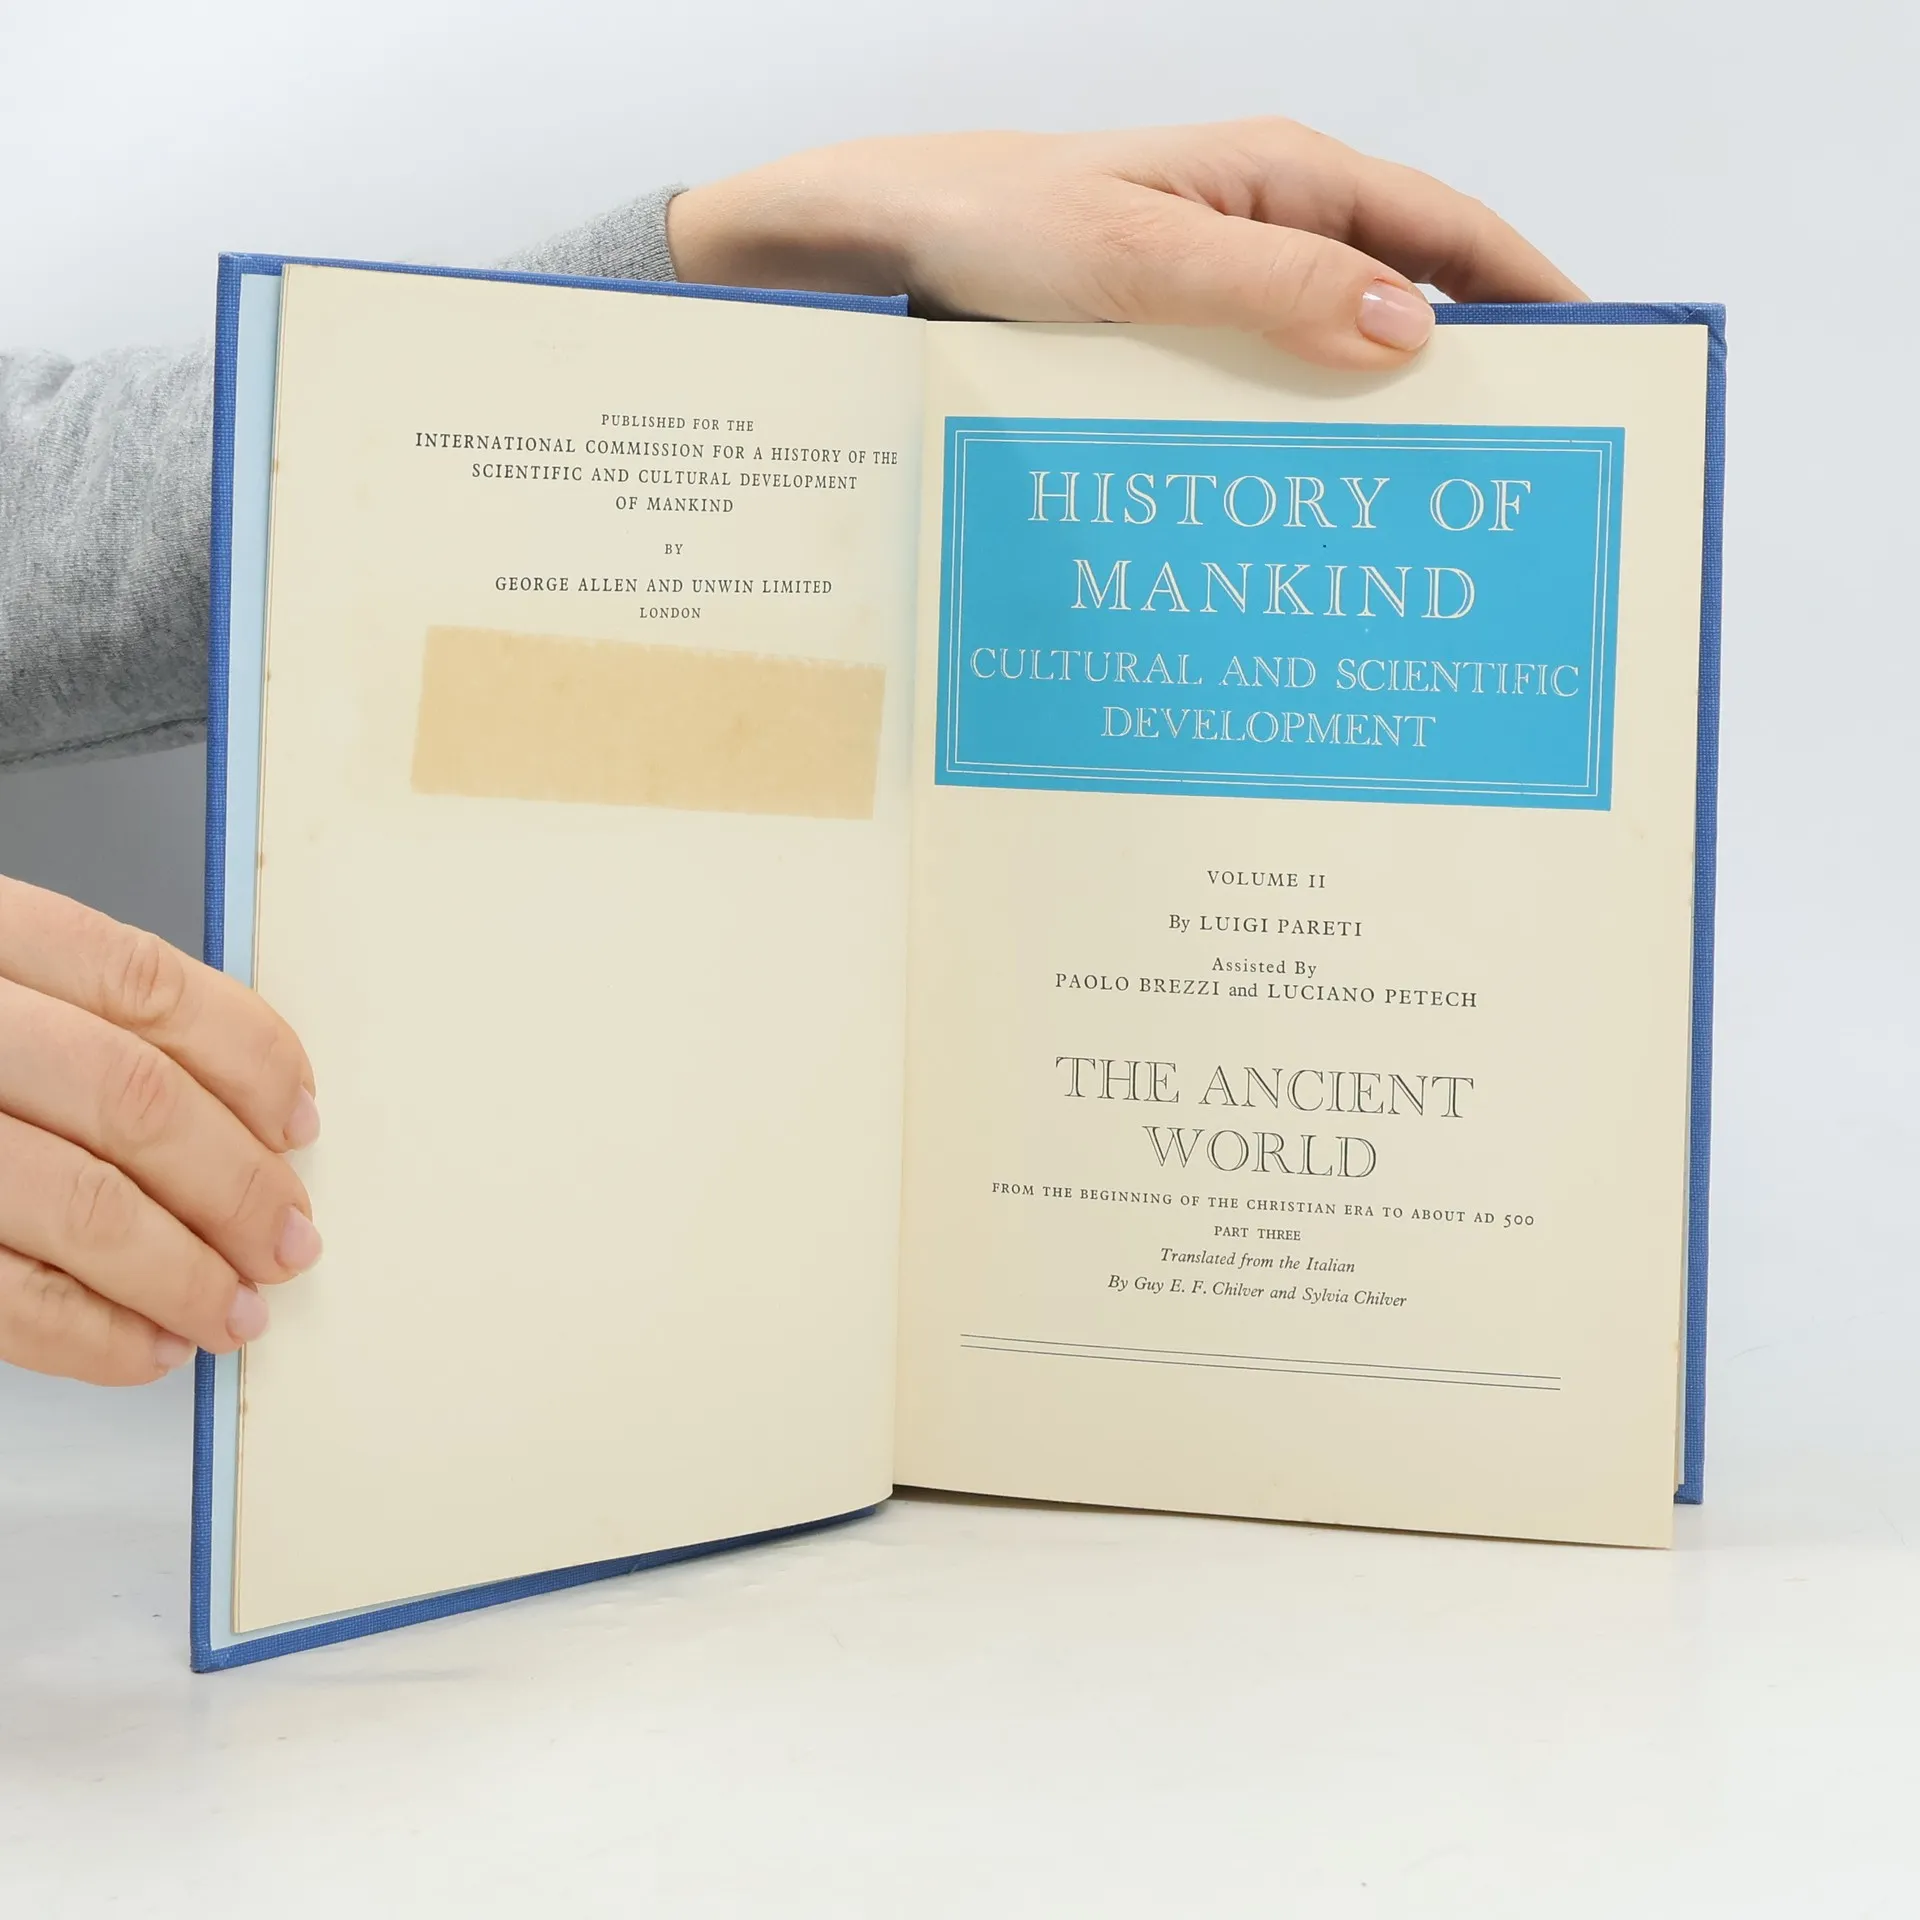 PUBLISHED FOR THE
INTERNATIONAL COMMISSION FOR A HISTORY OF THE
SCIENTIFIC AND CULTURAL DEVELOPMENT
OF MANKIND
BY
GEORGE ALLEN AND UNWIN LIMITED
LONDON
HISTORY OF
MANKIND
CULTURAL AND SCIENTIFIC
DEVELOPMENT
VOLUME II
By LUIGI PARETI
Assisted By
PAOLO BREZZI and LUCIANO PETECH
THE ANCIENT
WORLD
FROM THE BEGINNING OF THE CHRISTIAN ERA TO ABOUT AD 500
PART THREE
Translated from the Italian
By Guy E. F. Chilver and Sylvia Chilver